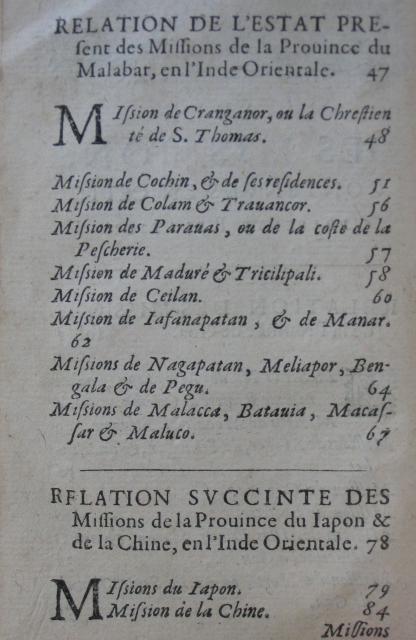 RELATION DE L'ESTAT PRE-
ſent des Miſſions de la Prouince du
Malabar, en l'Inde Orientale. 47
MIſsion de Cranganor, ou la Chreſtien
té de S. Thomas. 48
Miſsion de Cochin, & de ſes reſidences. 51
Miſsion de Colam & Trauancor. 56
Miſsion des Parauas, ou de la coſte de la
Peſcherie. 57
Miſsion de Maduré & Tricilipali. 58
Miſsion de Ceilan. 60
Miſsion de Iafanapatan, & de Manar.
62
Miſsions de Nagapatan, Meliapor, Ben-
gala & de Pegu. 64
Miſsions de Malacca, Batauia, Macaſ-
ſar & Maluco. 67
RELATION SVCCINTE DES
Miſſions de la Prouince du Iapon &
de la Chine, en l'Inde Orientale. 78
MIſsions du Iapon. 79
Miſsion de la Chine. 84
Miſsions